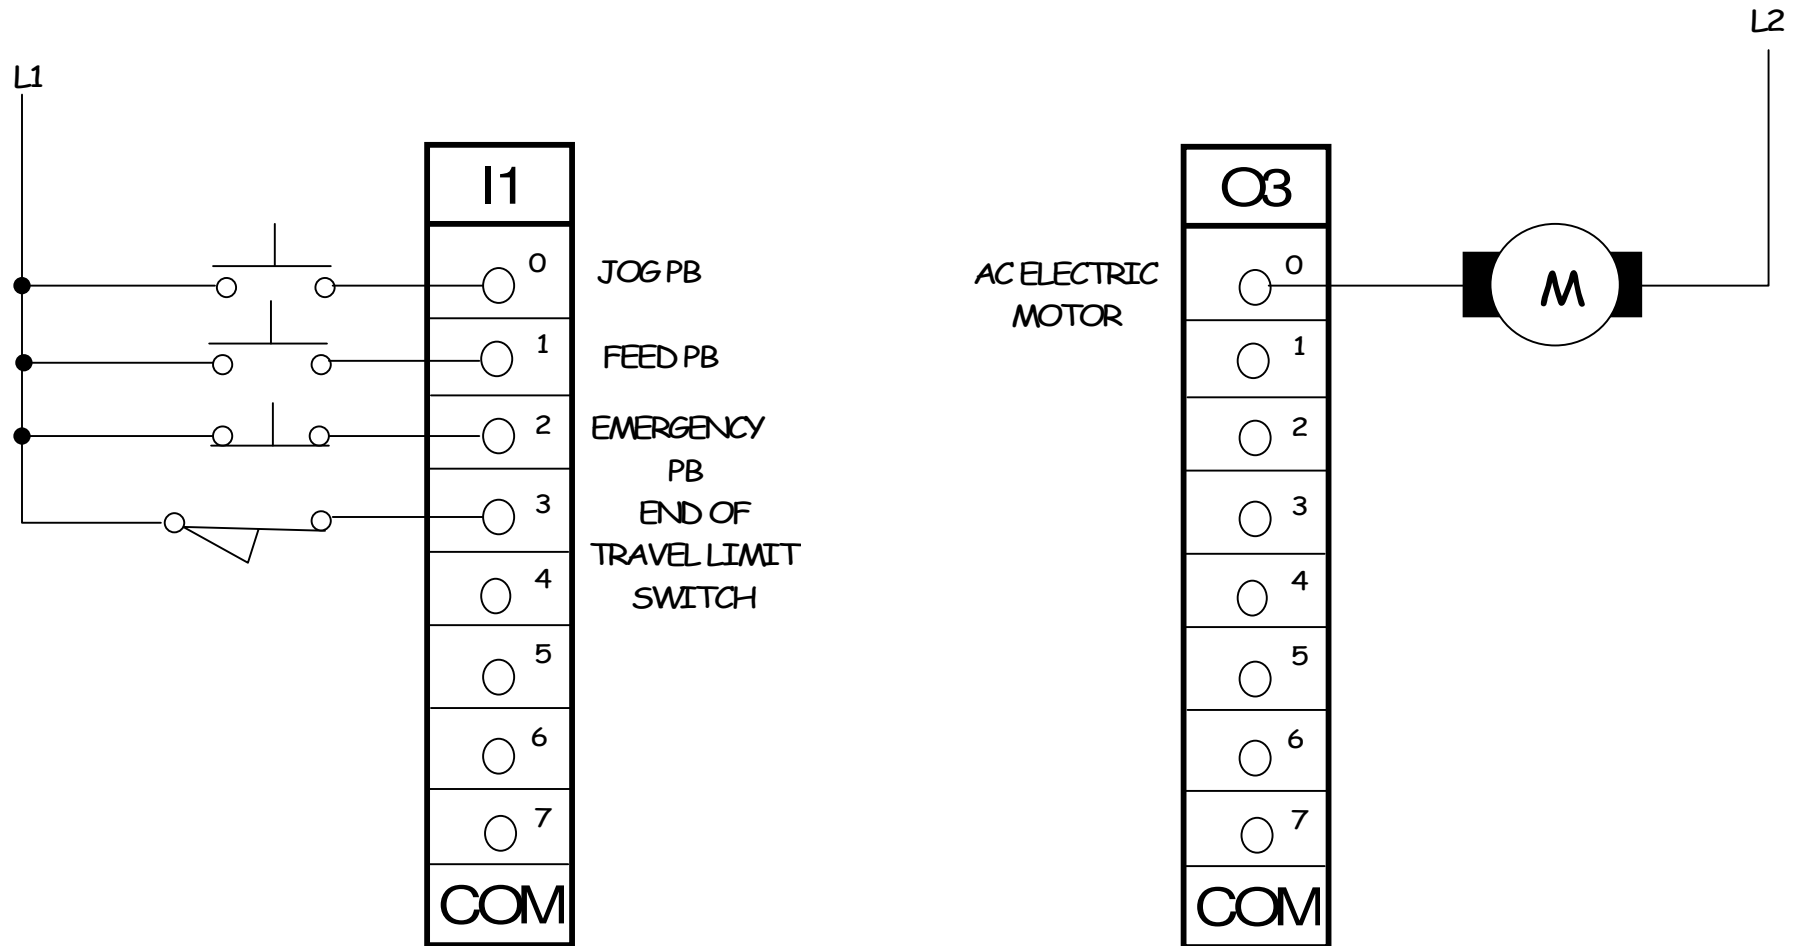 L1
L2
I1
0
1
2
3
4
5
6
7
COM
JOG PB
FEED PB
EMERGENCY
PB
END OF
TRAVEL LIMIT
SWITCH
AC ELECTRIC
MOTOR
O3
0
1
2
3
4
5
6
7
COM
M